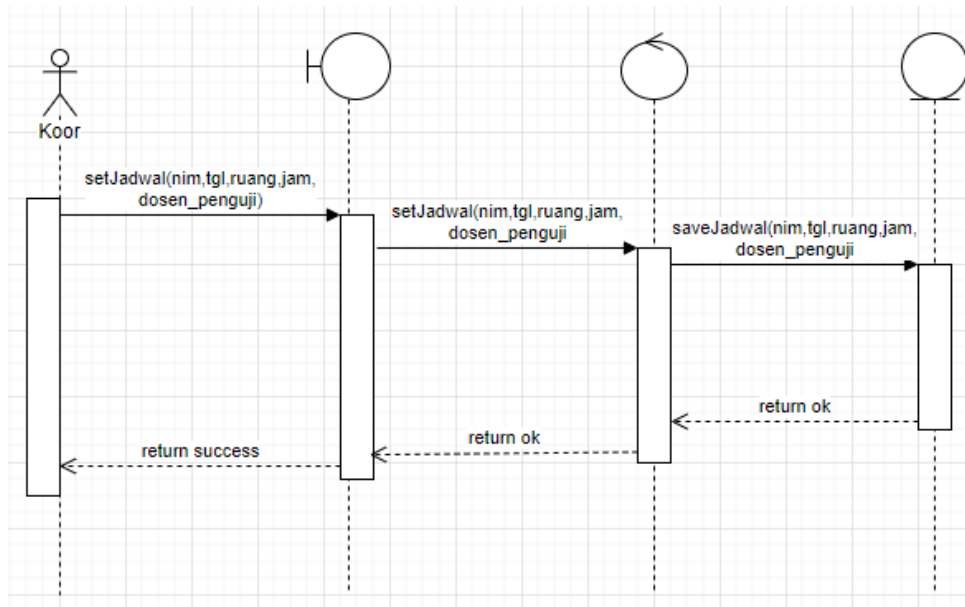 Koor
setJadwal(nim,tgl,ruang,jam,
dosen_penguji)
setJadwal(nim,tgl,ruang,jam,
dosen_penguji
saveJadwal(nim,tgl,ruang,jam,
dosen_penguji
return ok
return ok
return success